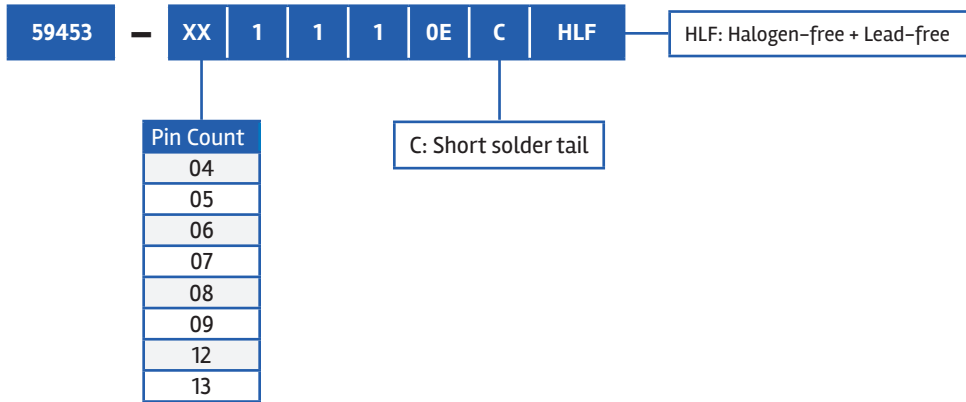 59453 – XX 1 1 1 0E C HLF
HLF: Halogen-free + Lead-free
Pin Count
C: Short solder tail
04
05
06
07
08
09
12
13